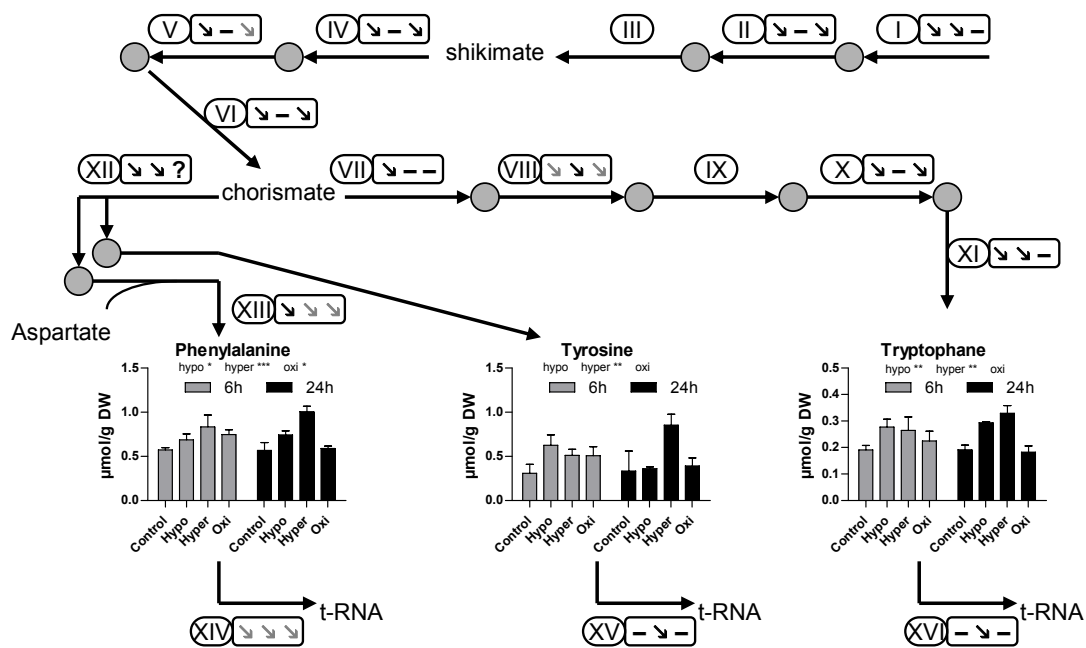 V IV III II I
shikimate
VI
XII ? VII VIII IX X
chorismate
XI
XIII
Aspartate
Phenylalanine
hypo * hyper *** oxi *
6h 24h
µmol/g DW
1.5
1.0
0.5
0.0
Control Hypo Hyper Oxi Control Hypo Hyper Oxi
Tyrosine
hypo hyper ** oxi
6h 24h
µmol/g DW
1.5
1.0
0.5
0.0
Control Hypo Hyper Oxi Control Hypo Hyper Oxi
Tryptophane
hypo ** hyper ** oxi
6h 24h
µmol/g DW
0.5
0.4
0.3
0.2
0.1
0.0
Control Hypo Hyper Oxi Control Hypo Hyper Oxi
t-RNA t-RNA t-RNA
XIV XV XVI